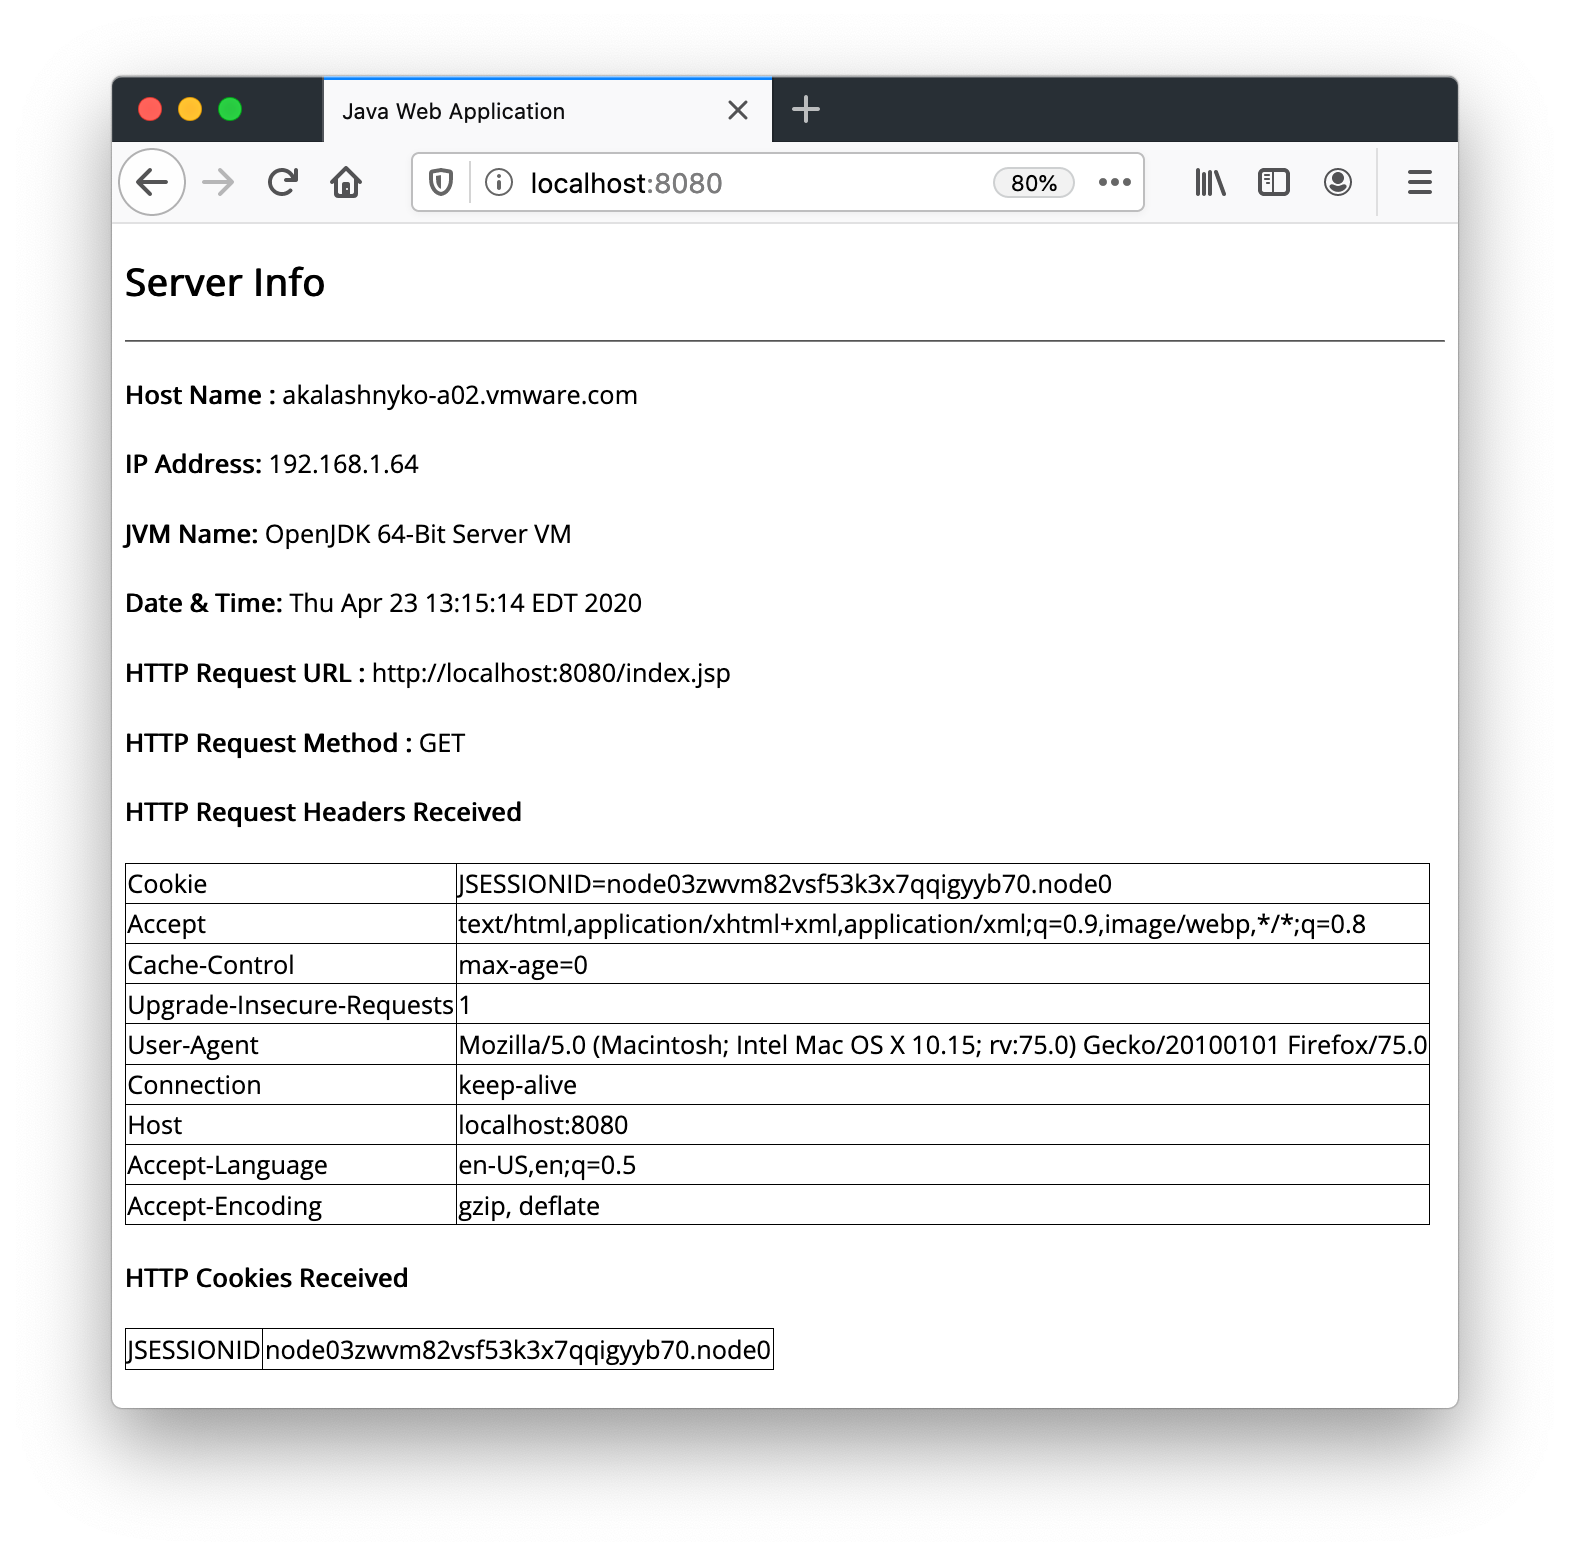 Java Web Application
localhost:8080
80%
Server Info
Host Name : akalashnyko-a02.vmware.com
IP Address: 192.168.1.64
JVM Name: OpenJDK 64-Bit Server VM
Date & Time: Thu Apr 23 13:15:14 EDT 2020
HTTP Request URL : http://localhost:8080/index.jsp
HTTP Request Method : GET
HTTP Request Headers Received
Cookie JSESSIONID=node03zwvm82vsf53k3x7qqigyyb70.node0
Accept text/html,application/xhtml+xml,application/xml;q=0.9,image/webp,*/*;q=0.8
Cache-Control max-age=0
Upgrade-Insecure-Requests 1
User-Agent Mozilla/5.0 (Macintosh; Intel Mac OS X 10.15; rv:75.0) Gecko/20100101 Firefox/75.0
Connection keep-alive
Host localhost:8080
Accept-Language en-US,en;q=0.5
Accept-Encoding gzip, deflate
HTTP Cookies Received
JSESSIONID node03zwvm82vsf53k3x7qqigyyb70.node0